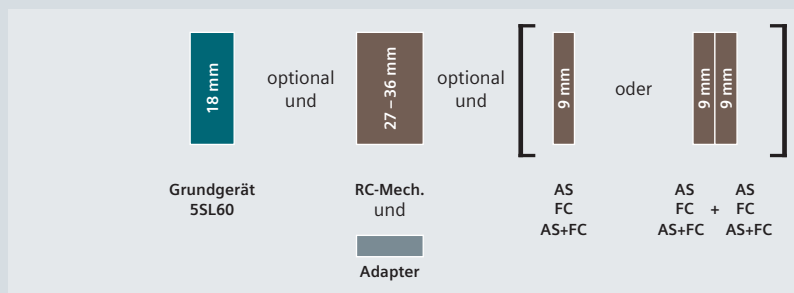 18 mm
optional
und
27 – 36 mm
optional
und
9 mm
oder
9 mm
9 mm
Grundgerät
5SL60
RC-Mech.
und
Adapter
AS
FC
AS+FC
AS AS
FC + FC
AS+FC AS+FC